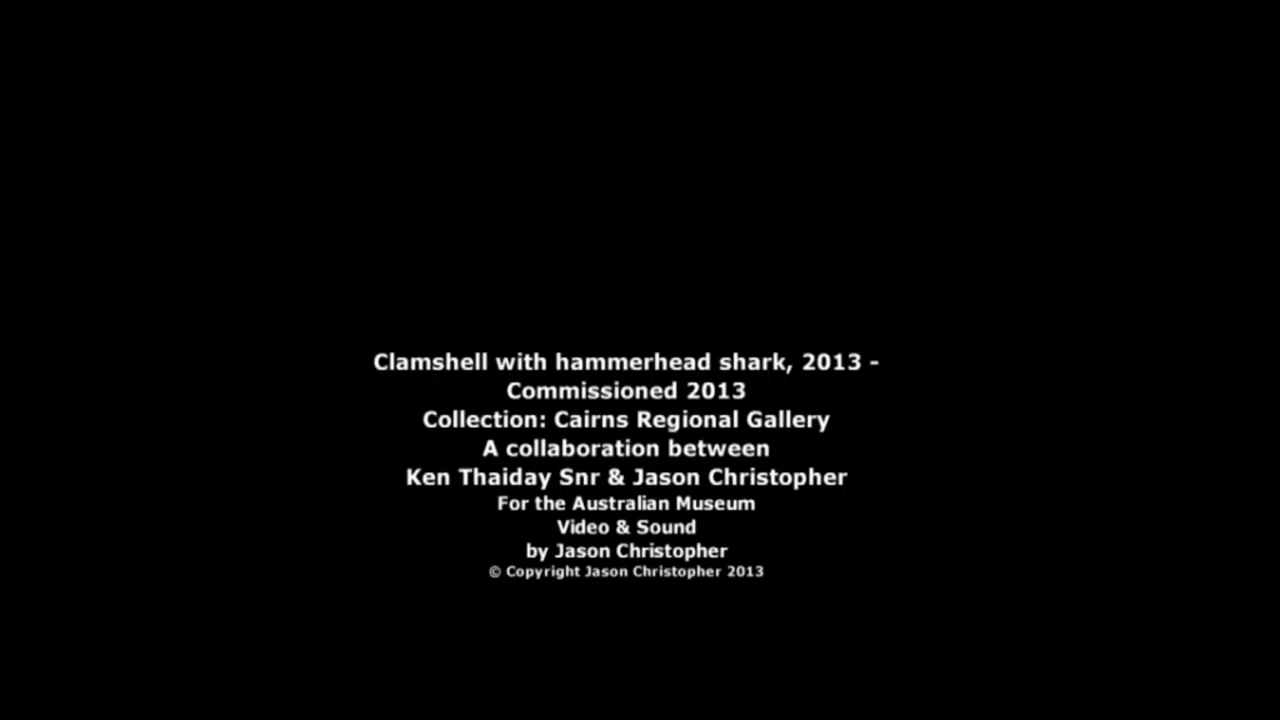 Clamshell with hammerhead shark, 2013 -
Commissioned 2013
Collection: Cairns Regional Gallery
A collaboration between
Ken Thaiday Snr & Jason Christopher
For the Australian Museum
Video & Sound
by Jason Christopher
© Copyright Jason Christopher 2013